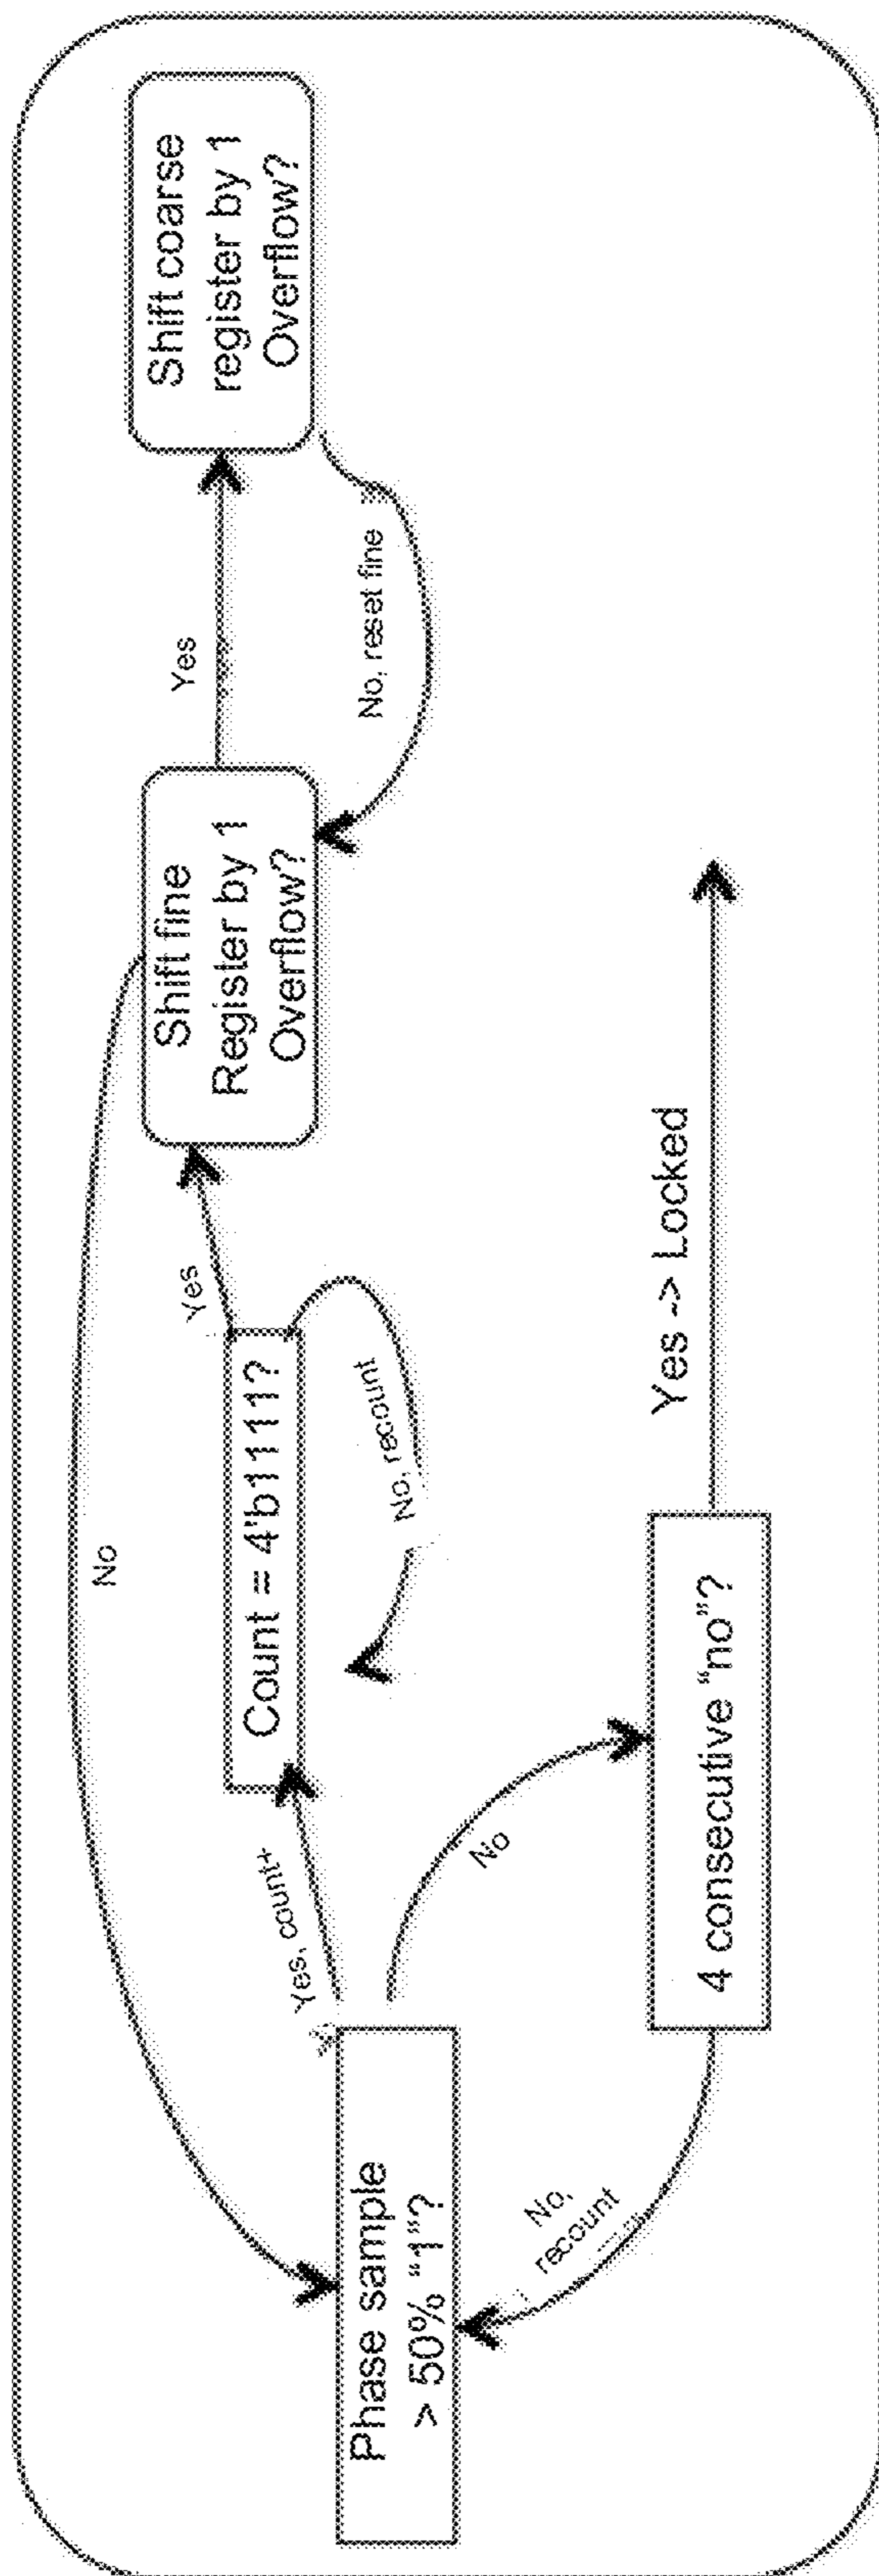 No
Phase sample
> 50% “1”?
Yes, count+
Count = 4'b1111?
No, recount
Yes
Shift fine
Register by 1
Overflow?
Yes
No, reset fine
Shift coarse
register by 1
Overflow?
No
No,
recount
4 consecutive “no”?
Yes -> Locked